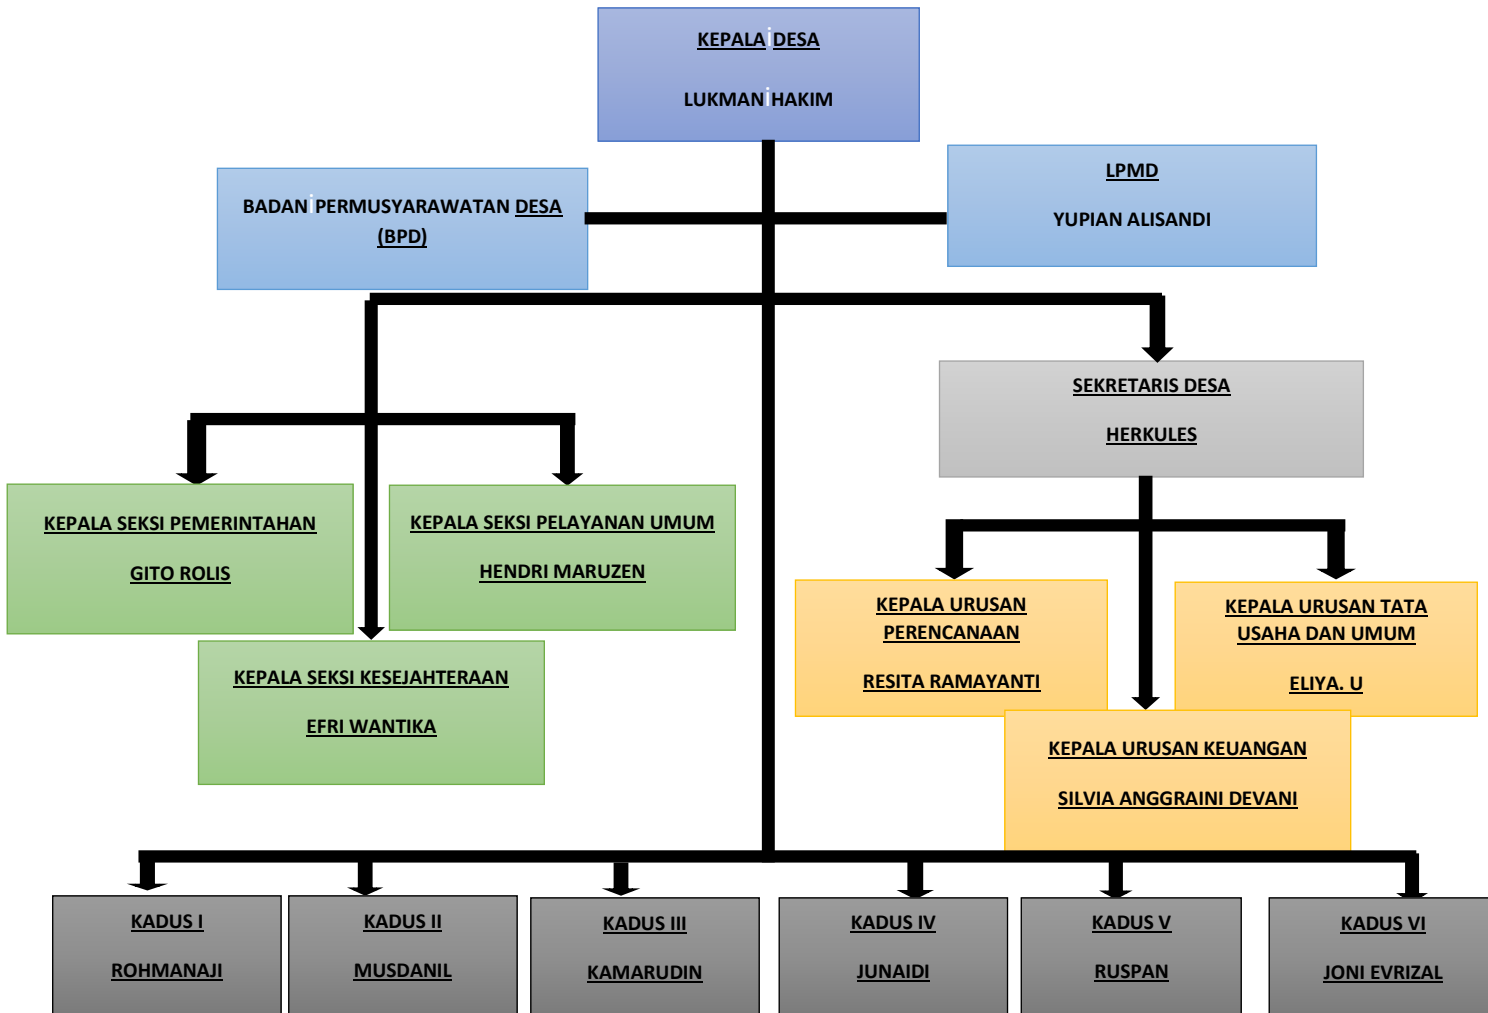 KEPALA DESA
LUKMAN HAKIM
BADAN PERMUSYARAWATAN DESA
(BPD)
LPMD
YUPIAN ALISANDI
SEKRETARIS DESA
HERKULES
KEPALA SEKSI PEMERINTAHAN
GITO ROLIS
KEPALA SEKSI PELAYANAN UMUM
HENDRI MARUZEN
KEPALA SEKSI KESEJAHTERAAN
EFRI WANTIKA
KEPALA URUSAN
PERENCANAAN
RESITA RAMAYANTI
KEPALA URUSAN TATA
USAHA DAN UMUM
ELIYA. U
KEPALA URUSAN KEUANGAN
SILVIA ANGGRAINI DEVANI
KADUS I
ROHMANAJI
KADUS II
MUSDANIL
KADUS III
KAMARUDIN
KADUS IV
JUNAIDI
KADUS V
RUSPAN
KADUS VI
JONI EVRIZAL